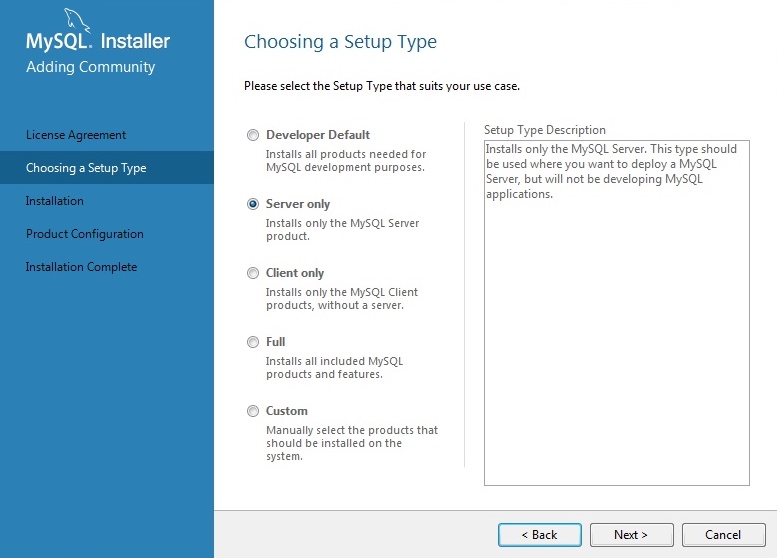 MySQL. Installer
Adding Community
License Agreement
Choosing a Setup Type
Installation
Product Configuration
Installation Complete
Choosing a Setup Type
Please select the Setup Type that suits your use case.
Developer Default
Installs all products needed for
MySQL development purposes.
Server only
Installs only the MySQL Server
product.
Client only
Installs only the MySQL Client
products, without a server.
Full
Installs all included MySQL
products and features.
Custom
Manually select the products that
should be installed on the
system.
Setup Type Description
Installs only the MySQL Server. This type should
be used where you want to deploy a MySQL
Server, but will not be developing MySQL
applications.
< Back
Next >
Cancel